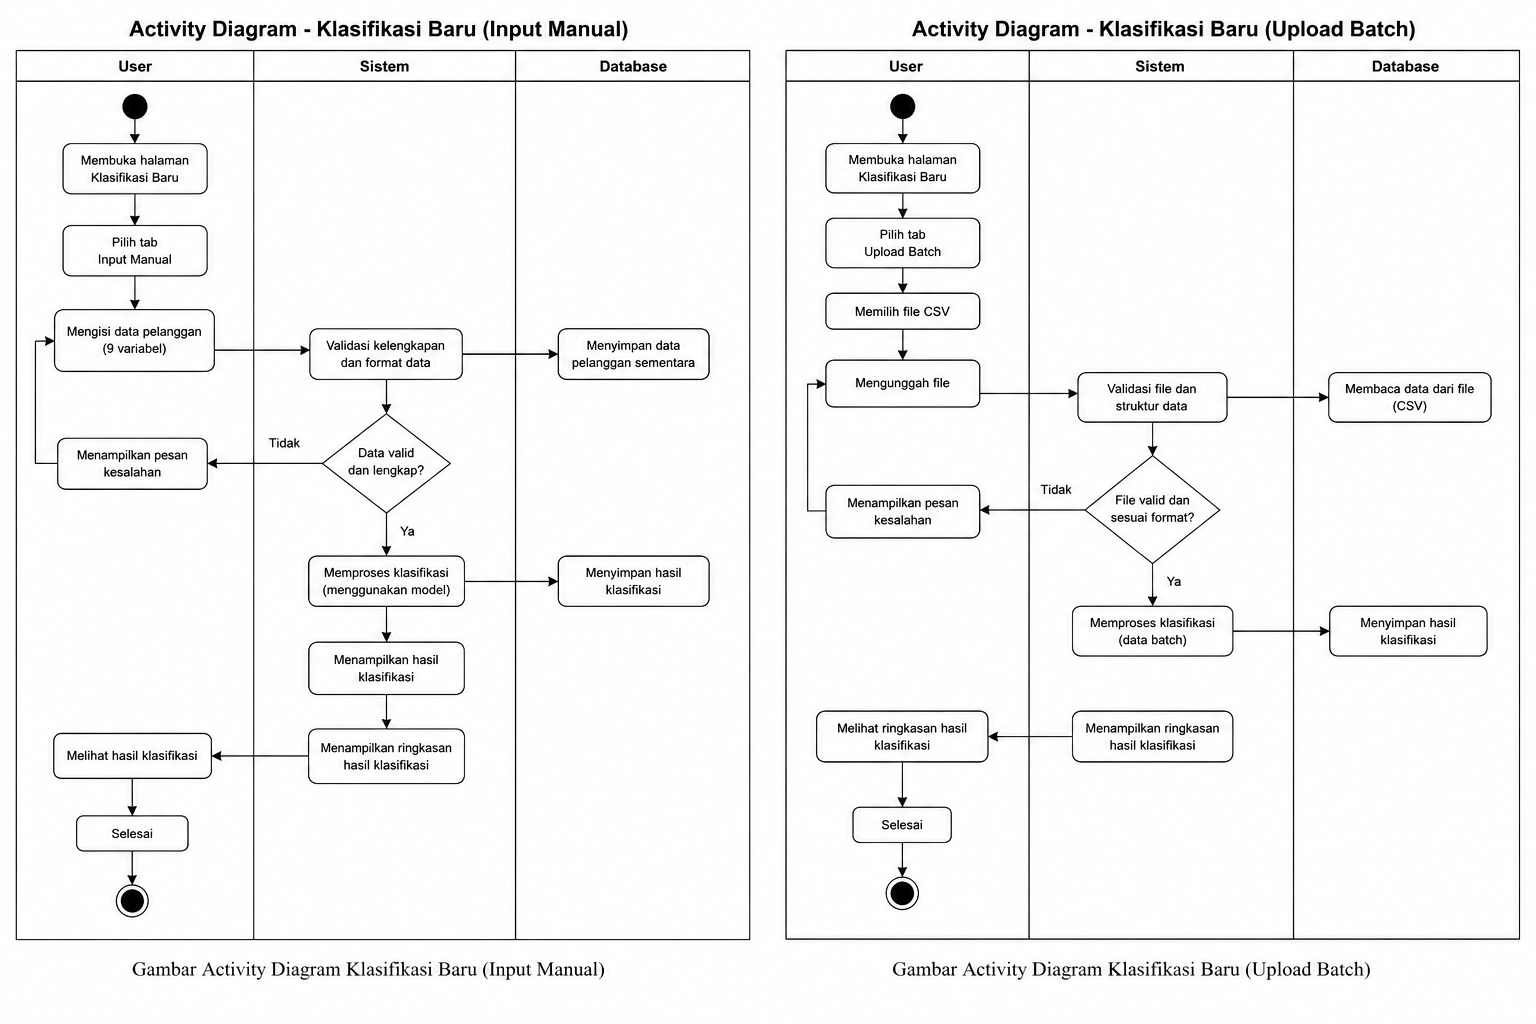 Activity Diagram - Klasifikasi Baru (Input Manual)
User
Sistem
Database
Membuka halaman
Klasifikasi Baru
Pilih tab
Input Manual
Mengisi data pelanggan
(9 variabel)
Validasi kelengkapan
dan format data
Menyimpan data
pelanggan sementara
Data valid
dan lengkap?
Tidak
Menampilkan pesan
kesalahan
Ya
Memproses klasifikasi
(menggunakan model)
Menyimpan hasil
klasifikasi
Menampilkan hasil
klasifikasi
Menampilkan ringkasan
hasil klasifikasi
Melihat hasil klasifikasi
Selesai
Gambar Activity Diagram Klasifikasi Baru (Input Manual)
Activity Diagram - Klasifikasi Baru (Upload Batch)
User
Sistem
Database
Membuka halaman
Klasifikasi Baru
Pilih tab
Upload Batch
Memilih file CSV
Mengunggah file
Validasi file dan
struktur data
Membaca data dari file
(CSV)
File valid dan
sesuai format?
Tidak
Menampilkan pesan
kesalahan
Ya
Memproses klasifikasi
(data batch)
Menyimpan hasil
klasifikasi
Menampilkan ringkasan
hasil klasifikasi
Melihat ringkasan hasil
klasifikasi
Selesai
Gambar Activity Diagram Klasifikasi Baru (Upload Batch)